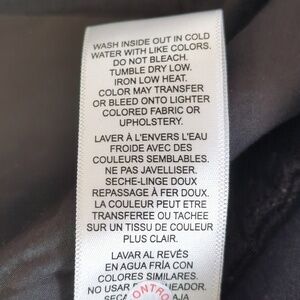 WASH INSIDE OUT IN COLD
WATER WITH LIKE COLORS.
DO NOT BLEACH.
TUMBLE DRY LOW.
IRON LOW HEAT.
COLOR MAY TRANSFER
OR BLEED ONTO LIGHTER
COLORED FABRIC OR
UPHOLSTERY.
LAVER À L'ENVERS L'EAU
FROIDE AVEC DES
COULEURS SEMBLABLES.
NE PAS JAVELLISER.
SECHE-LINGE DOUX
REPASSAGE À FER DOUX.
LA COULEUR PEUT ETRE
TRANSFEREE OU TACHEE
SUR UN TISSU DE COULEUR
PLUS CLAIR.
LAVAR AL REVÉS
EN AGUA FRÍA CON
COLORES SIMILARES.
NO USAR